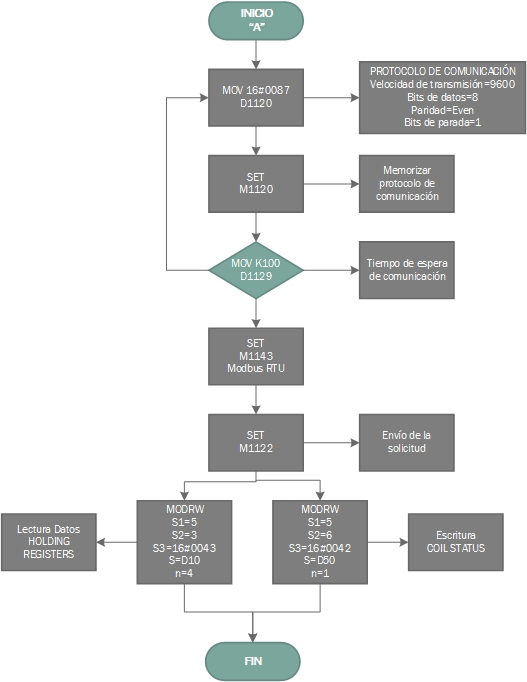 INICIO
“A”
MOV 16#0087
D1120
PROTOCOLO DE COMUNICACIÓN
Velocidad de transmisión=9600
Bits de datos=8
Paridad=Even
Bits de parada=1
SET
M1120
Memorizar
protocolo de
comunicación
MOV K100
D1129
Tiempo de espera
de comunicación
SET
M1143
Modbus RTU
SET
M1122
Envío de la
solicitud
Lectura Datos
HOLDING
REGISTERS
MODRW
S1=5
S2=3
S3=16#0043
S=D10
n=4
MODRW
S1=5
S2=6
S3=16#0042
S=D50
n=1
Escritura
COIL STATUS
FIN